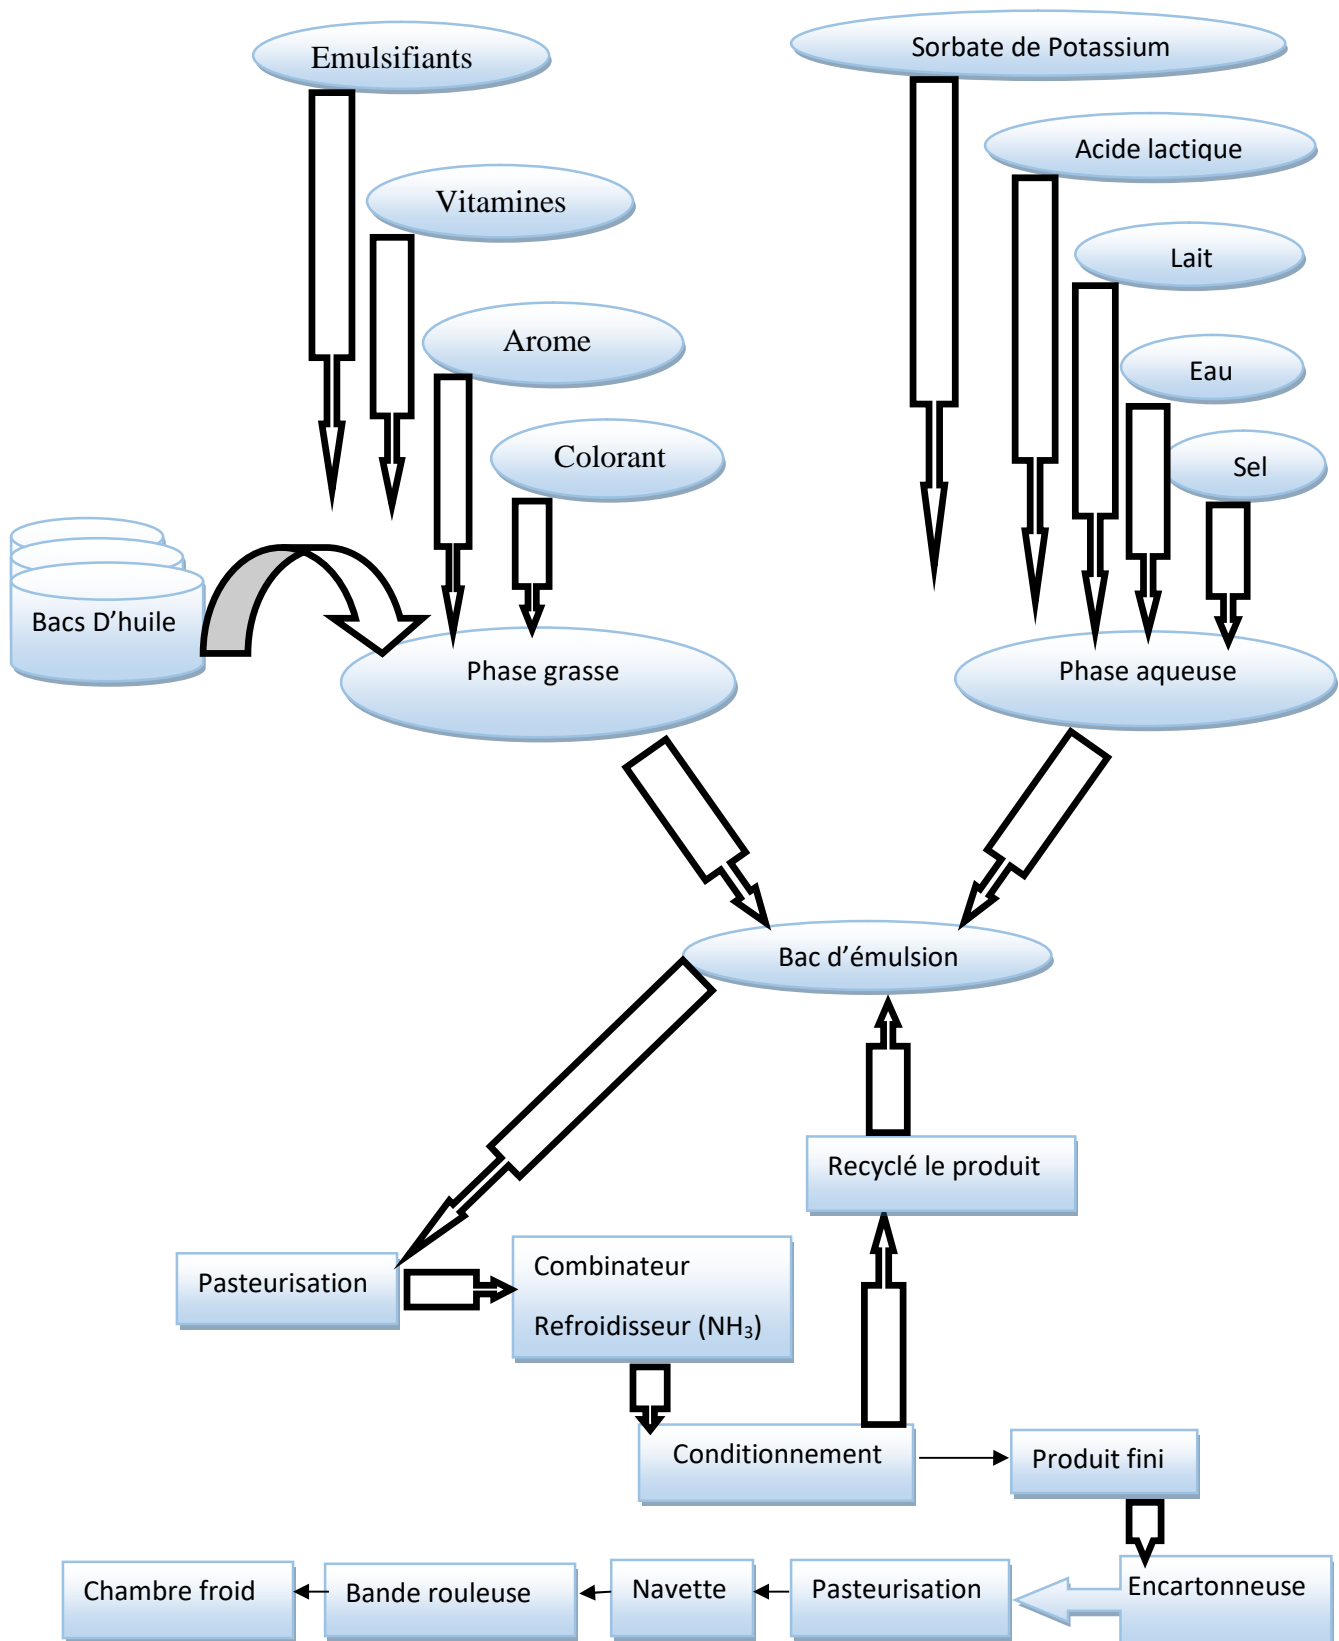 Emulsifiants
Sorbate de Potassium
Acide lactique
Vitamines
Lait
Arome
Eau
Colorant
Sel
Bacs D’huile
Phase grasse
Phase aqueuse
Bac d’émulsion
Recyclé le produit
Pasteurisation
Combinateur
Refroidisseur (NH₃)
Conditionnement
Produit fini
Chambre froid
Bande rouleuse
Navette
Pasteurisation
Encartonneuse